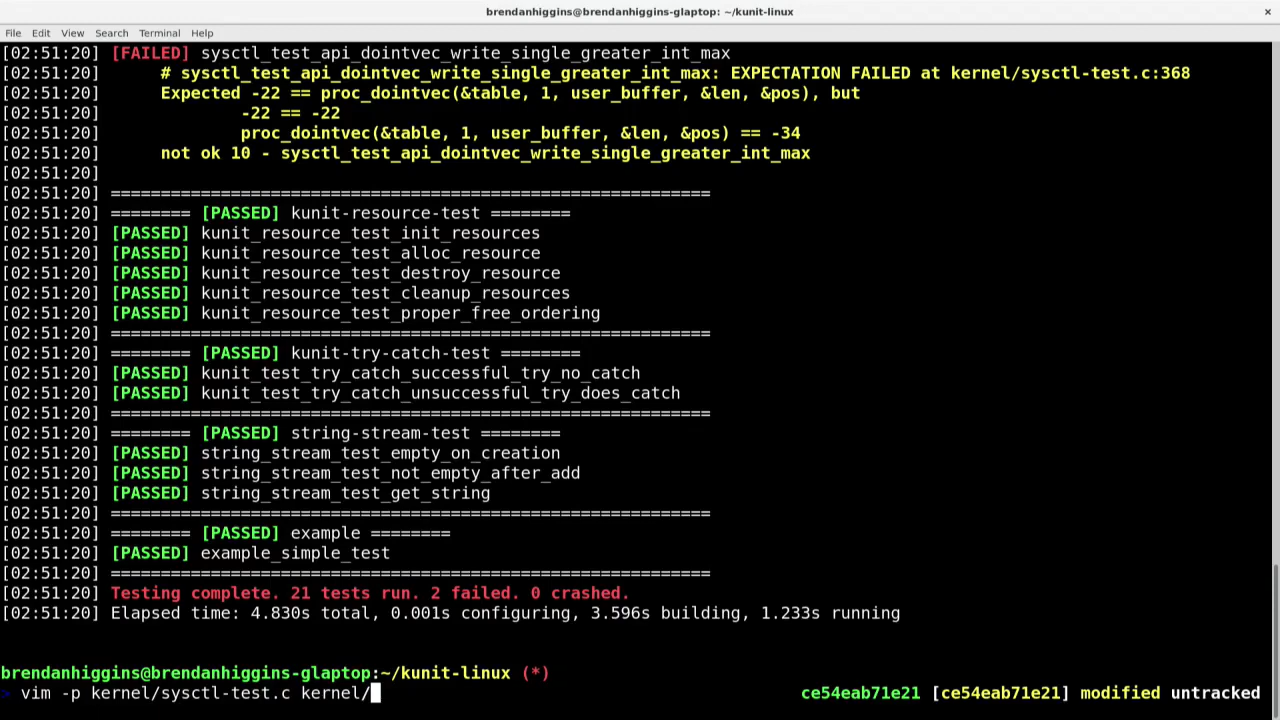 brendanhiggins@brendanhiggins-glaptop: ~/kunit-linux ×
File Edit View Search Terminal Help
[02:51:20] [FAILED] sysctl_test_api_dointvec_write_single_greater_int_max
[02:51:20] # sysctl_test_api_dointvec_write_single_greater_int_max: EXPECTATION FAILED at kernel/sysctl-test.c:368
[02:51:20] Expected -22 == proc_dointvec(&table, 1, user_buffer, &len, &pos), but
[02:51:20] -22 == -22
[02:51:20] proc_dointvec(&table, 1, user_buffer, &len, &pos) == -34
[02:51:20] not ok 10 - sysctl_test_api_dointvec_write_single_greater_int_max
[02:51:20]
[02:51:20] ============================================================
[02:51:20] ======== [PASSED] kunit-resource-test ========
[02:51:20] [PASSED] kunit_resource_test_init_resources
[02:51:20] [PASSED] kunit_resource_test_alloc_resource
[02:51:20] [PASSED] kunit_resource_test_destroy_resource
[02:51:20] [PASSED] kunit_resource_test_cleanup_resources
[02:51:20] [PASSED] kunit_resource_test_proper_free_ordering
[02:51:20] ============================================================
[02:51:20] ======== [PASSED] kunit-try-catch-test ========
[02:51:20] [PASSED] kunit_test_try_catch_successful_try_no_catch
[02:51:20] [PASSED] kunit_test_try_catch_unsuccessful_try_does_catch
[02:51:20] ============================================================
[02:51:20] ======== [PASSED] string-stream-test ========
[02:51:20] [PASSED] string_stream_test_empty_on_creation
[02:51:20] [PASSED] string_stream_test_not_empty_after_add
[02:51:20] [PASSED] string_stream_test_get_string
[02:51:20] ============================================================
[02:51:20] ======== [PASSED] example ========
[02:51:20] [PASSED] example_simple_test
[02:51:20] ============================================================
[02:51:20] Testing complete. 21 tests run. 2 failed. 0 crashed.
[02:51:20] Elapsed time: 4.830s total, 0.001s configuring, 3.596s building, 1.233s running
brendanhiggins@brendanhiggins-glaptop:~/kunit-linux (*)
> vim -p kernel/sysctl-test.c kernel/ ce54eab71e21 [ce54eab71e21] modified untracked